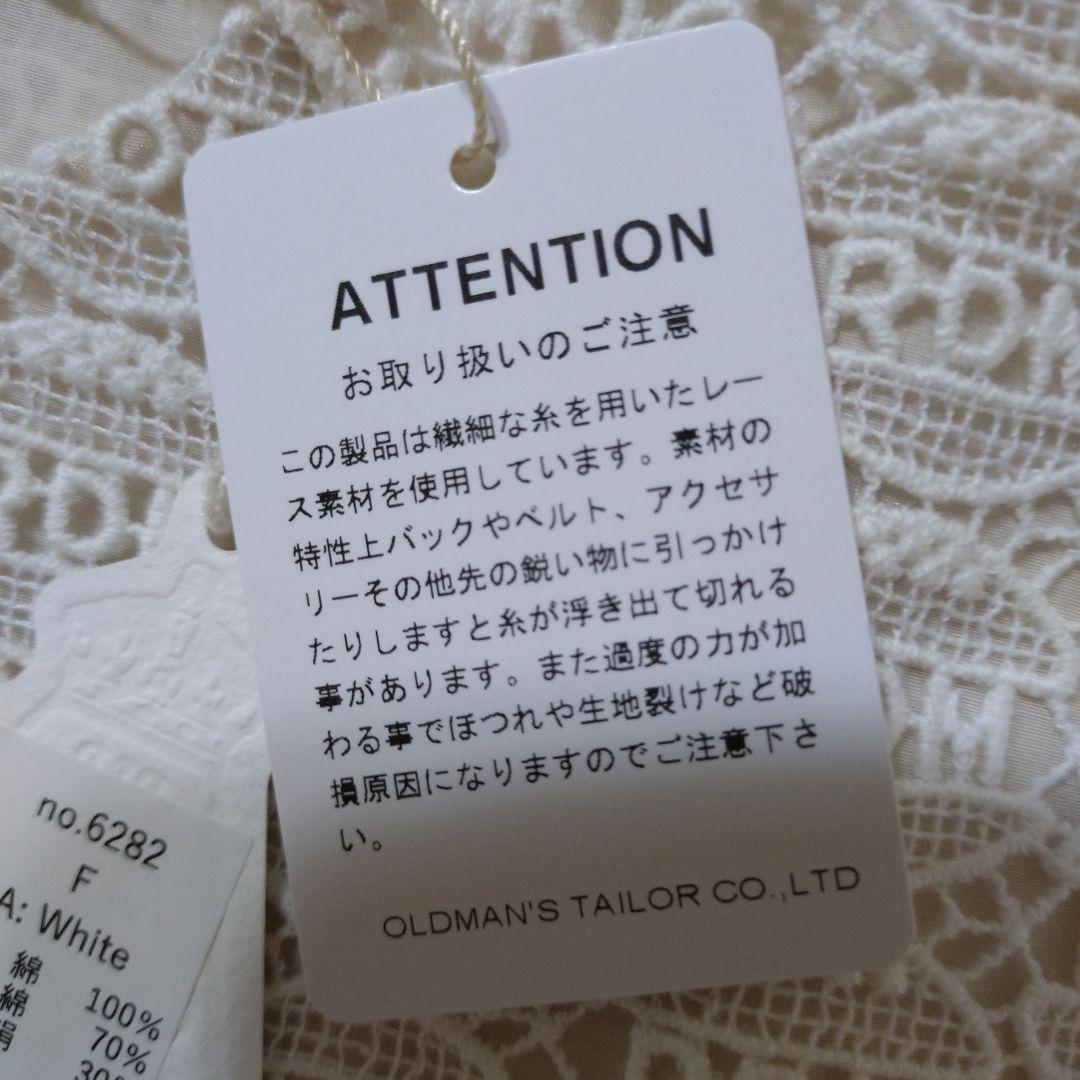 ATTENTION
お取り扱いのご注意
この製品は繊細な糸を用いたレー
ス素材を使用しています。素材の
特性上バックやベルト、アクセサ
リーその他先の鋭い物に引っかけ
たりしますと糸が浮き出て切れる
事があります。また過度の力が加
わる事でほつれや生地裂けなど破
損原因になりますのでご注意下さ
い。
OLDMAN'S TAILOR CO.,LTD
no.6282
F
A: White
綿 100%
綿 70%
絹